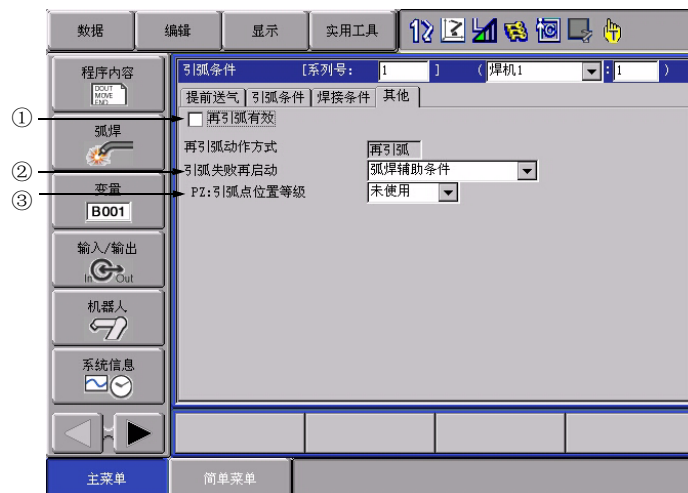 数据 编辑 显示 实用工具
程序内容
DOUT
MOVE
END
弧焊
变量
B001
输入/输出
In Out
机器人
系统信息
引弧条件 [系列号: 1 ] ( 焊机1 : 1 )
提前送气 引弧条件 焊接条件 其他
① 再引弧有效
再引弧动作方式 再引弧
② 引弧失败再启动 弧焊辅助条件
③ PZ:引弧点位置等级 未使用
主菜单 简单菜单